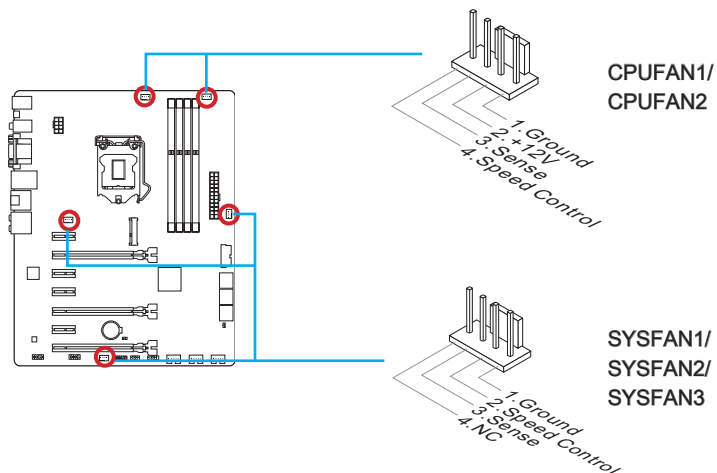 CPUFAN1/
CPUFAN2
1.Ground
2.+12V
3.Sense
4.Speed Control
SYSFAN1/
SYSFAN2/
SYSFAN3
1.Ground
2.Speed Control
3.Sense
4.NC